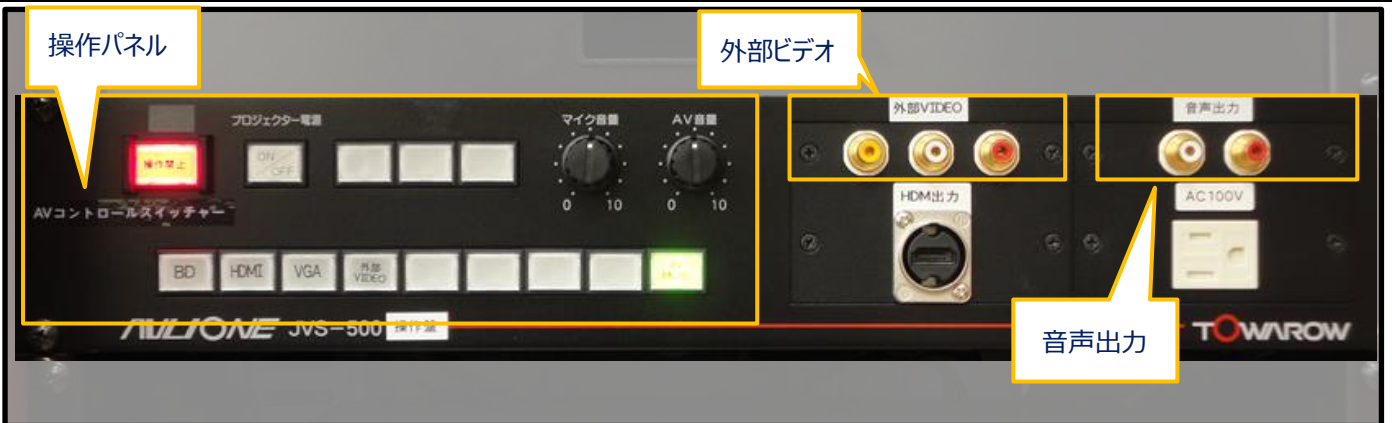 操作パネル
外部ビデオ
外部VIDEO
音声出力
プロジェクター電源
マイク音量
AV音量
操作禁止
ON/OFF
0 10
0 10
AVコントロールスイッチャー
HDMI出力
AC100V
BD
HDMI
VGA
外部
VIDEO
AVLIONE JVS-500 操作盤
音声出力
TOWAROW